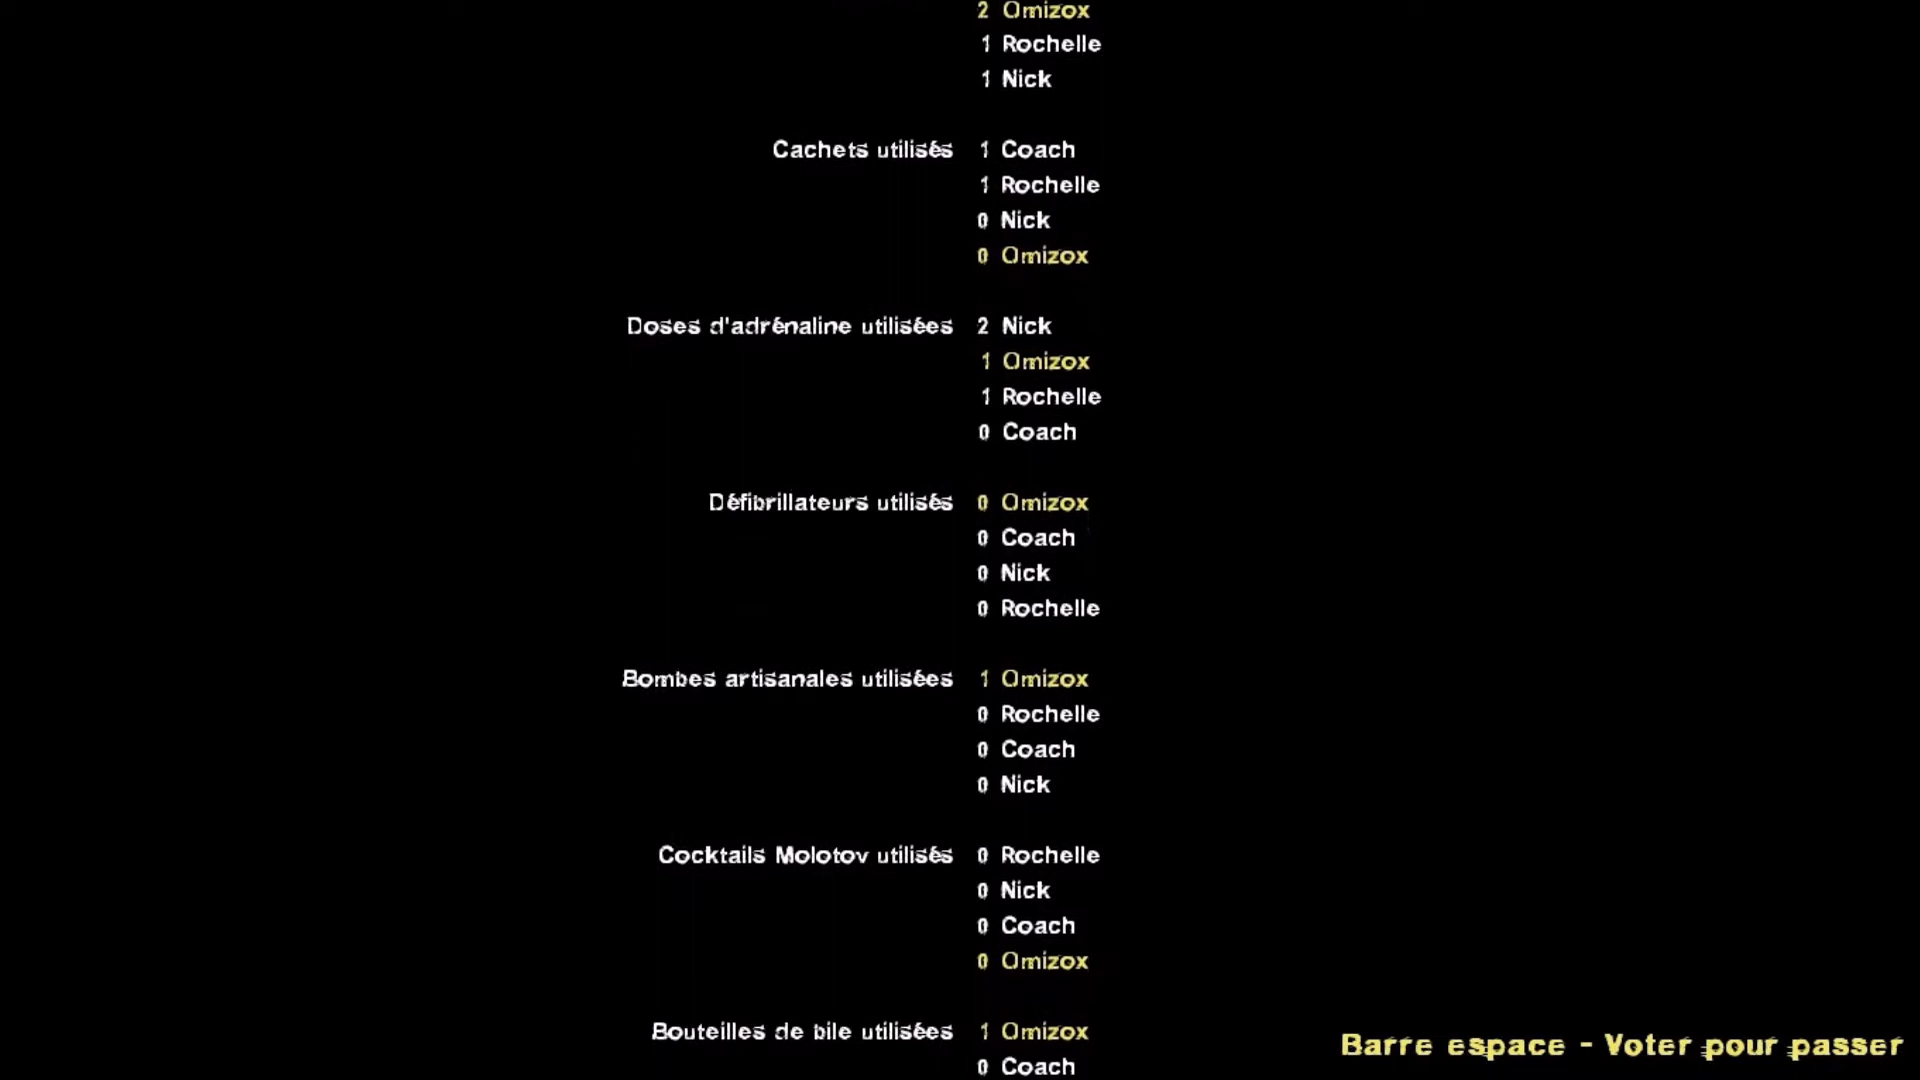 2 Omizox
1 Rochelle
1 Nick
Cachets utilisés 1 Coach
1 Rochelle
0 Nick
0 Omizox
Doses d'adrénaline utilisées 2 Nick
1 Omizox
1 Rochelle
0 Coach
Défibrillateurs utilisés 0 Omizox
0 Coach
0 Nick
0 Rochelle
Bombes artisanales utilisées 1 Omizox
0 Rochelle
0 Coach
0 Nick
Cocktails Molotov utilisés 0 Rochelle
0 Nick
0 Coach
0 Omizox
Bouteilles de bile utilisées 1 Omizox
0 Coach
Barre espace - Voter pour passer